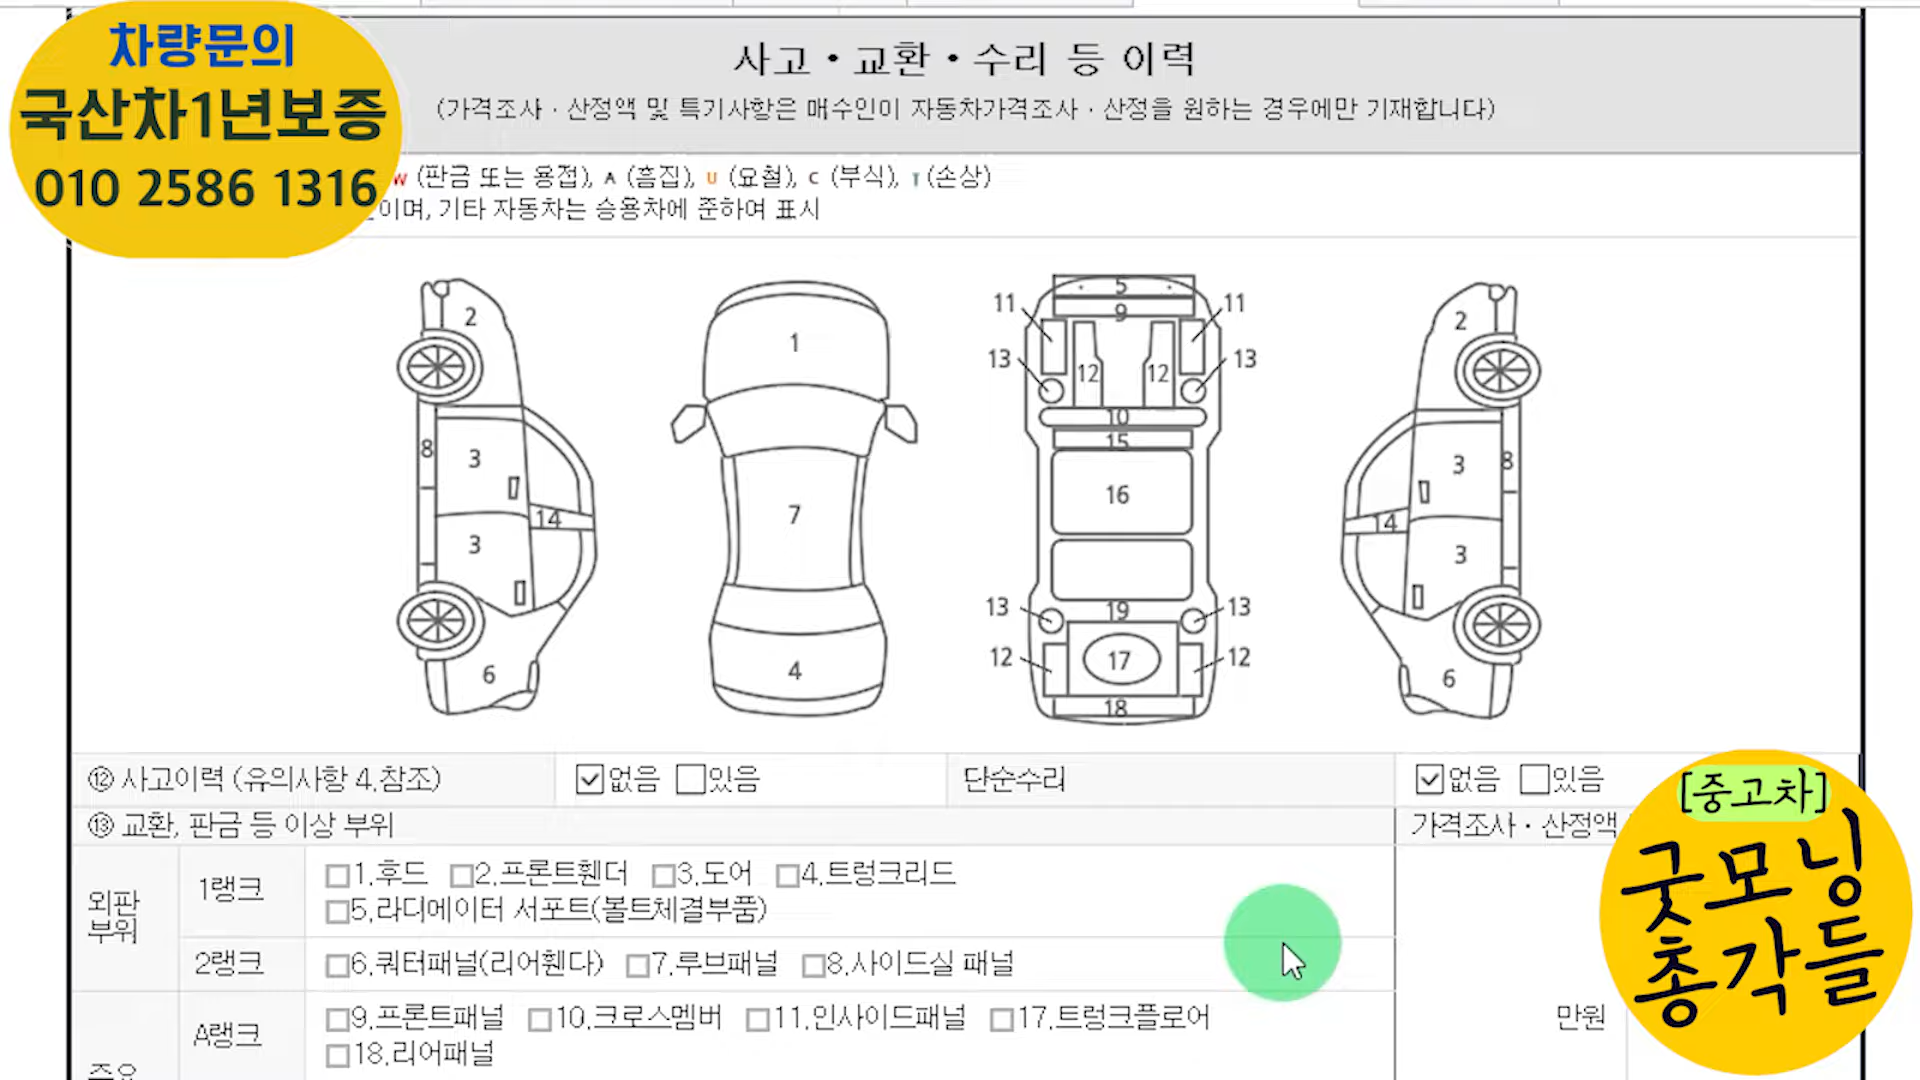 차량문의
국산차1년보증
010 2586 1316
사고 • 교환 • 수리 등 이력
(가격조사 · 산정액 및 특기사항은 매수인이 자동차가격조사 · 산정을 원하는 경우에만 기재합니다)
W (판금 또는 용접), A (흠집), U (요철), C (부식), T (손상)
이며, 기타 자동차는 승용차에 준하여 표시
2
8
3
3
14
6
1
7
4
5
9
11
11
13
13
12
12
10
15
16
13
19
13
12
17
12
18
2
3
8
14
3
6
⑫ 사고이력 (유의사항 4.참조)
없음 있음
단순수리
없음 있음
⑬ 교환, 판금 등 이상 부위
가격조사 · 산정액
외판
부위
1랭크
1.후드 2.프론트휀더 3.도어 4.트렁크리드
5.라디에이터 서포트(볼트체결부품)
2랭크
6.쿼터패널(리어휀다) 7.루브패널 8.사이드실 패널
주요
A랭크
9.프론트패널 10.크로스멤버 11.인사이드패널 17.트렁크플로어
18.리어패널
만원
[중고차]
굿모닝
총각들